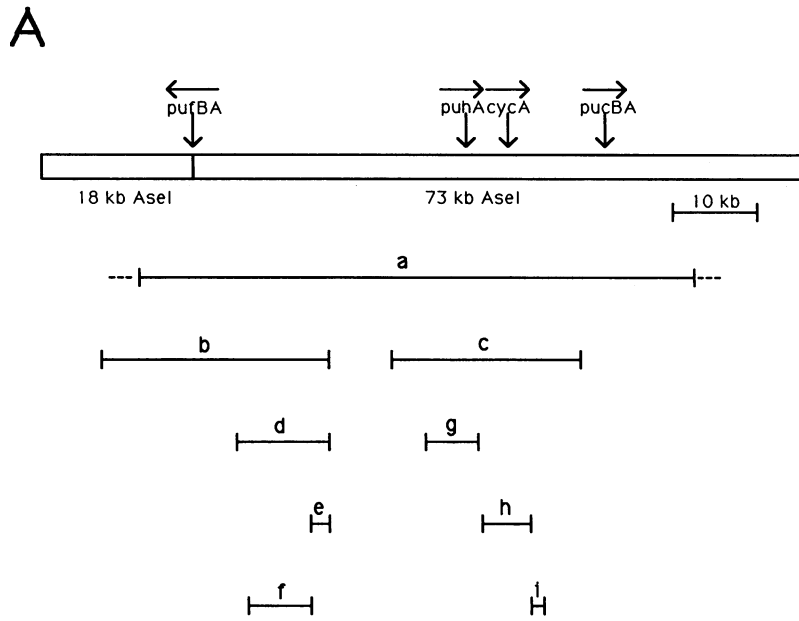 A
pufBA puhA cycA pucBA
18 kb AseI 73 kb AseI 10 kb
a
b c
d g
e h
f i